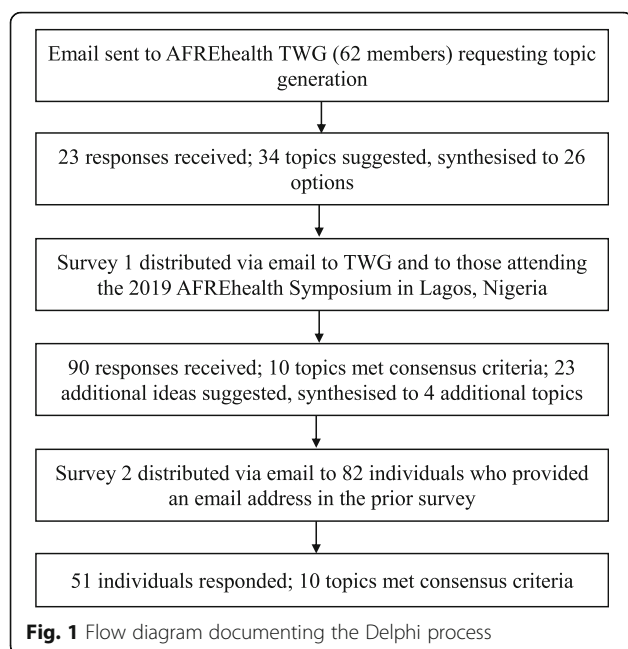 Email sent to AFREhealth TWG (62 members) requesting topic
generation
23 responses received; 34 topics suggested, synthesised to 26
options
Survey 1 distributed via email to TWG and to those attending
the 2019 AFREhealth Symposium in Lagos, Nigeria
90 responses received; 10 topics met consensus criteria; 23
additional ideas suggested, synthesised to 4 additional topics
Survey 2 distributed via email to 82 individuals who provided
an email address in the prior survey
51 individuals responded; 10 topics met consensus criteria
Fig. 1 Flow diagram documenting the Delphi process